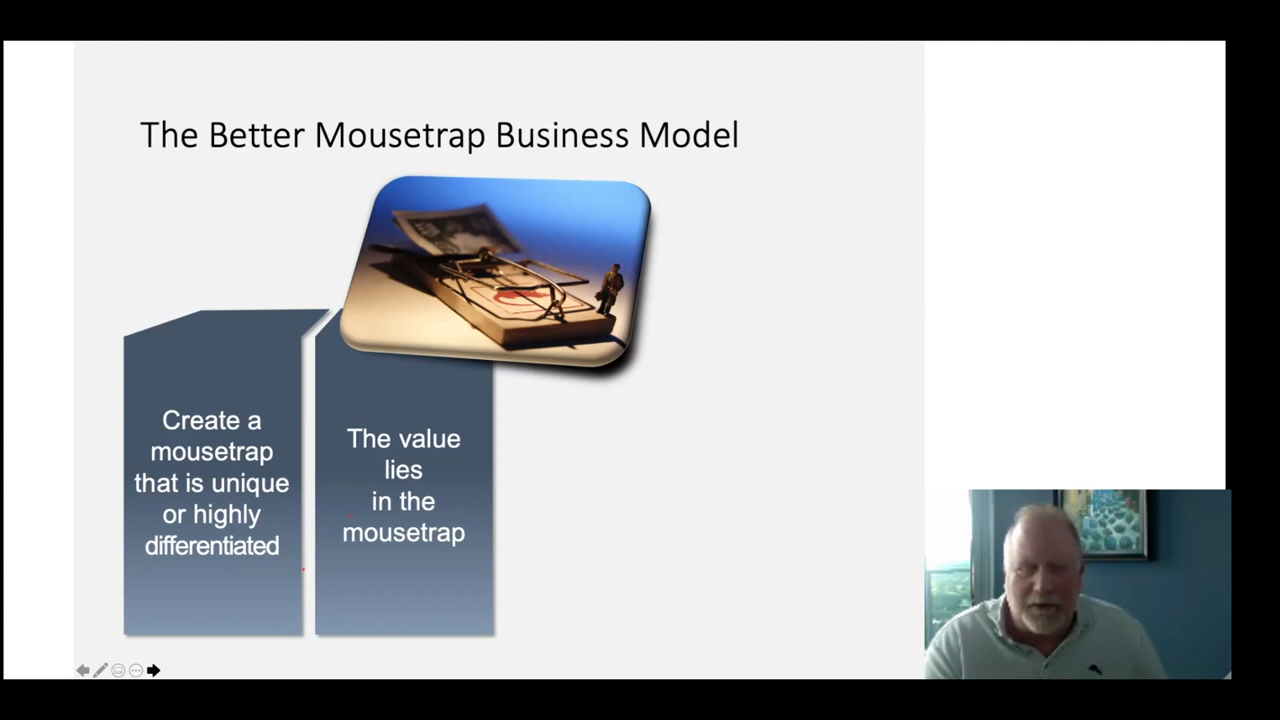 The Better Mousetrap Business Model
Create a
mousetrap
that is unique
or highly
differentiated
The value
lies
in the
mousetrap